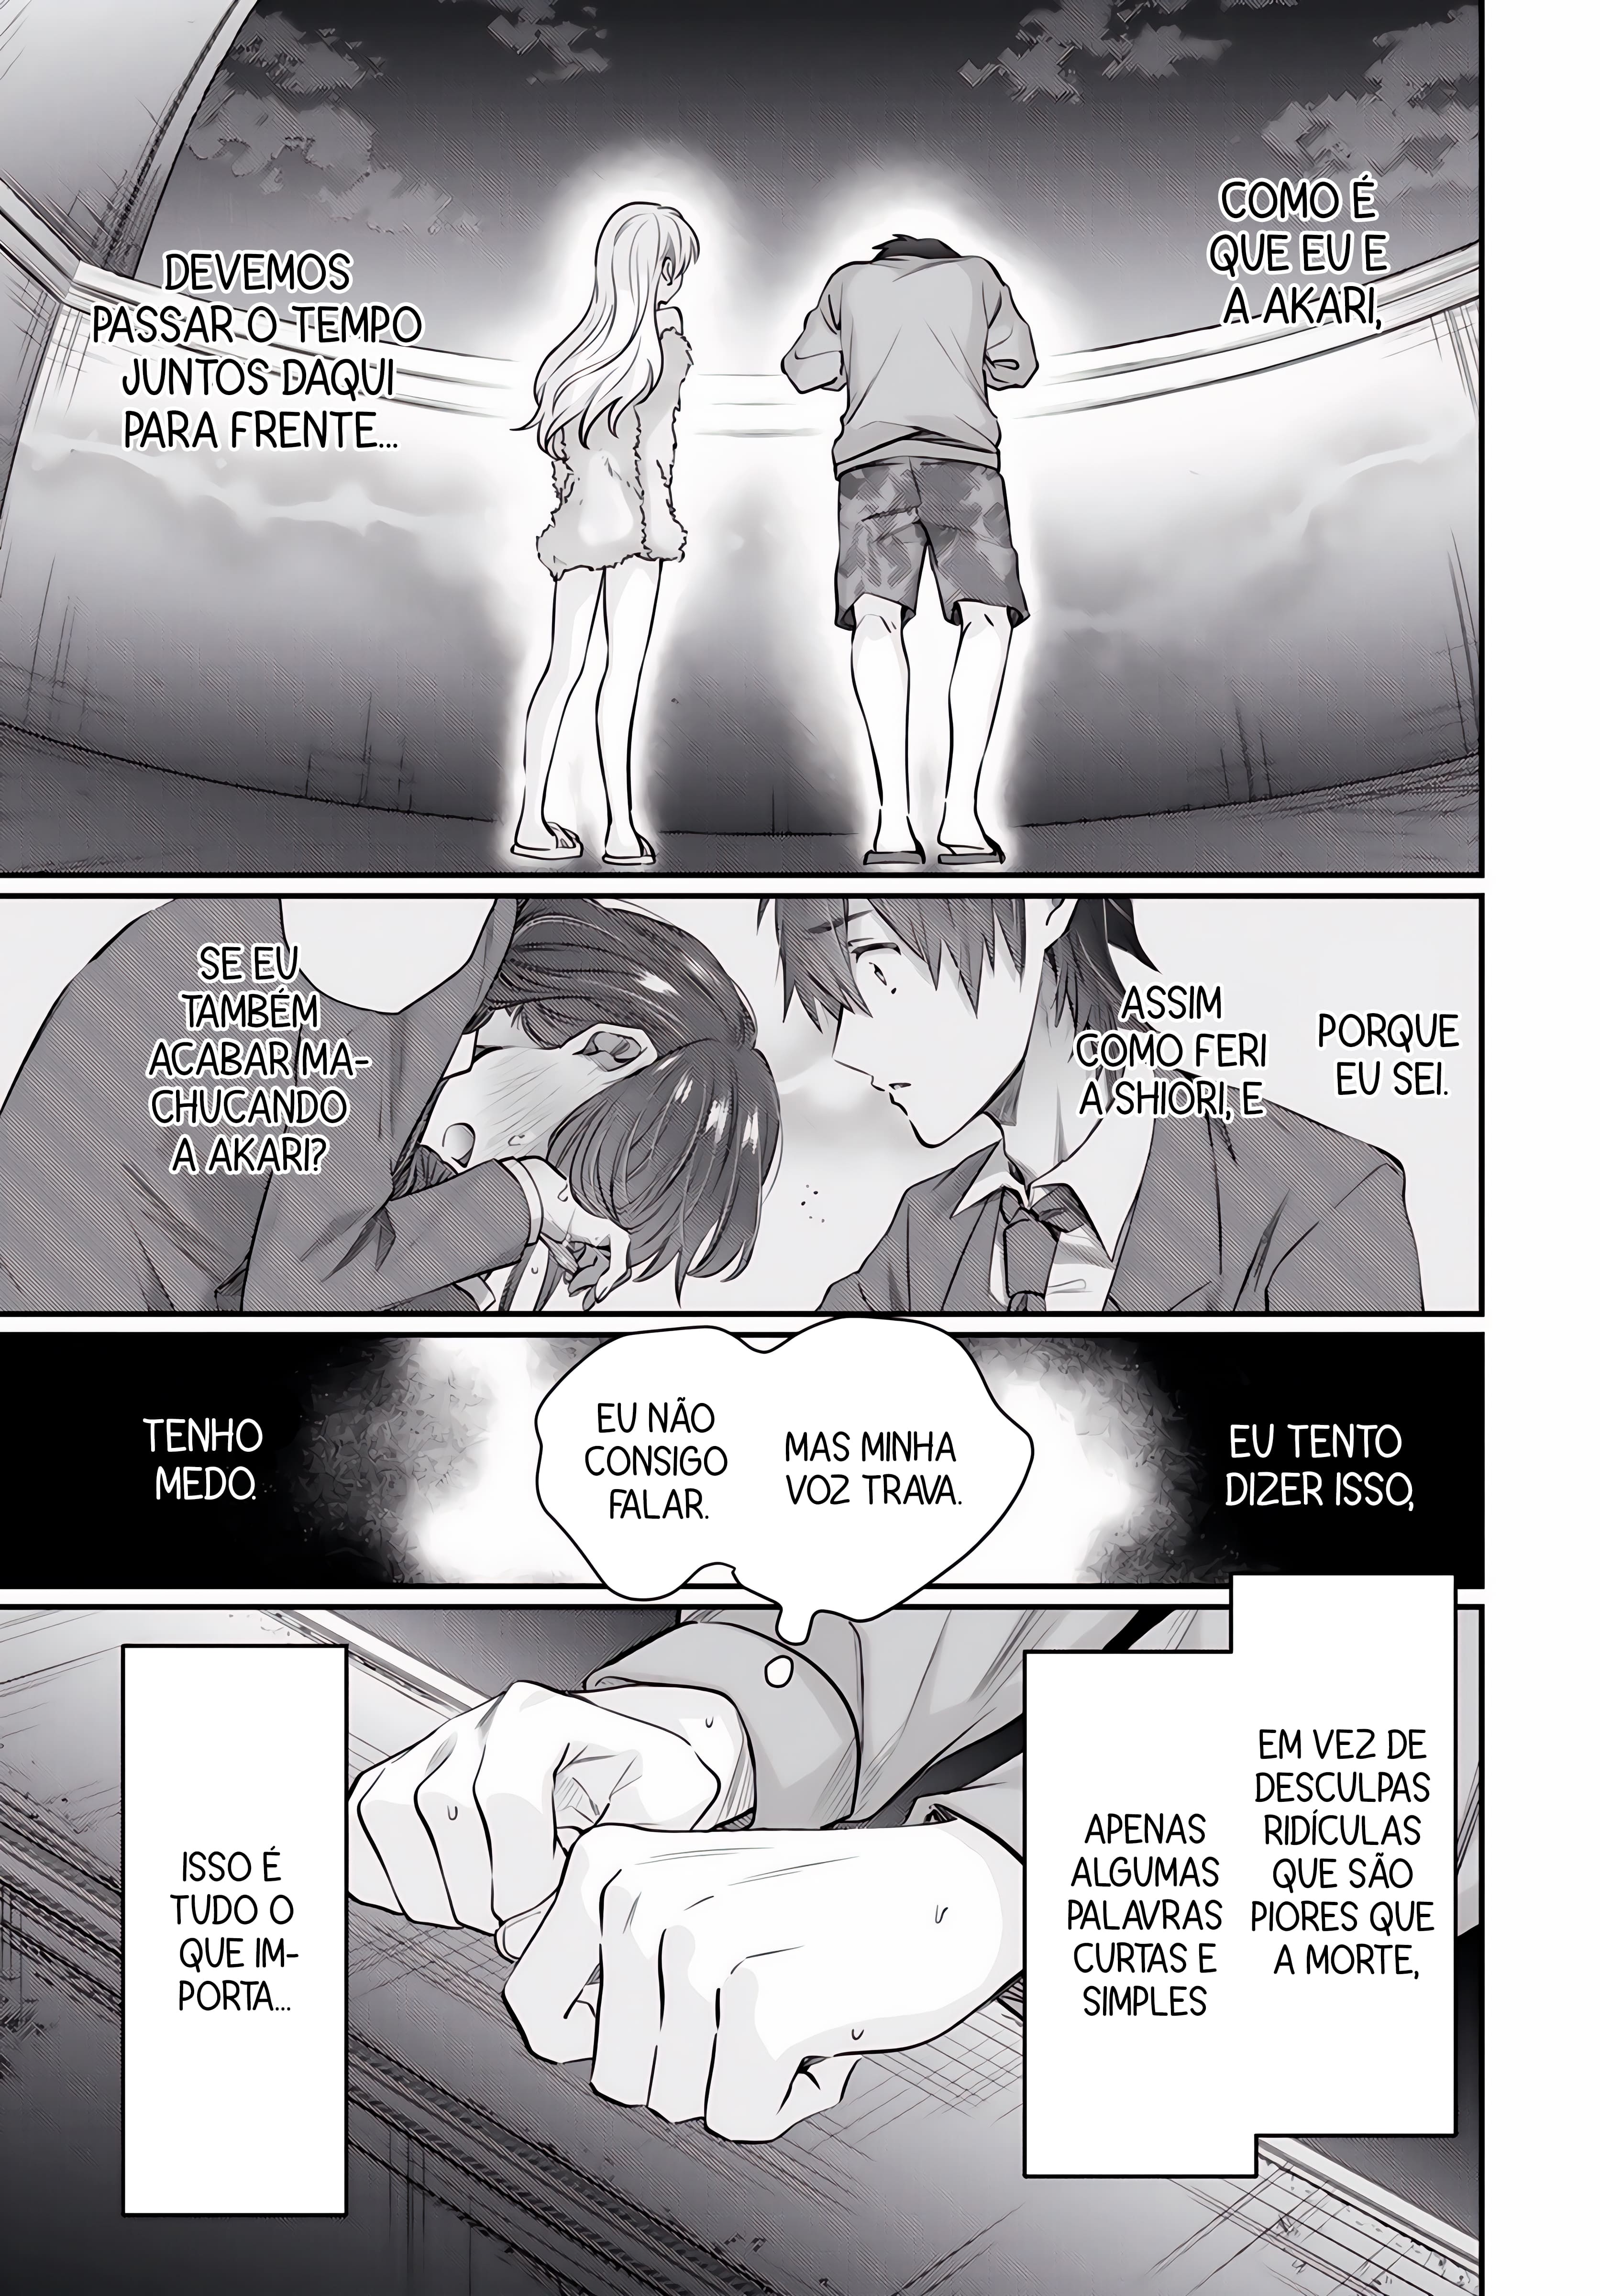 COMO É
QUE EU E
A AKARI,
DEVEMOS
PASSAR O TEMPO
JUNTOS DAQUI
PARA FRENTE...
PORQUE
EU SEI.
ASSIM
COMO FERI
A SHIORI, E
SE EU
TAMBÉM
ACABAR MA-
CHUCANDO
A AKARI?
EU TENTO
DIZER ISSO,
MAS MINHA
VOZ TRAVA.
EU NÃO
CONSIGO
FALAR.
TENHO
MEDO.
EM VEZ DE
DESCULPAS
RIDÍCULAS
QUE SÃO
PIORES QUE
A MORTE,
APENAS
ALGUMAS
PALAVRAS
CURTAS E
SIMPLES
ISSO É
TUDO O
QUE IM-
PORTA...